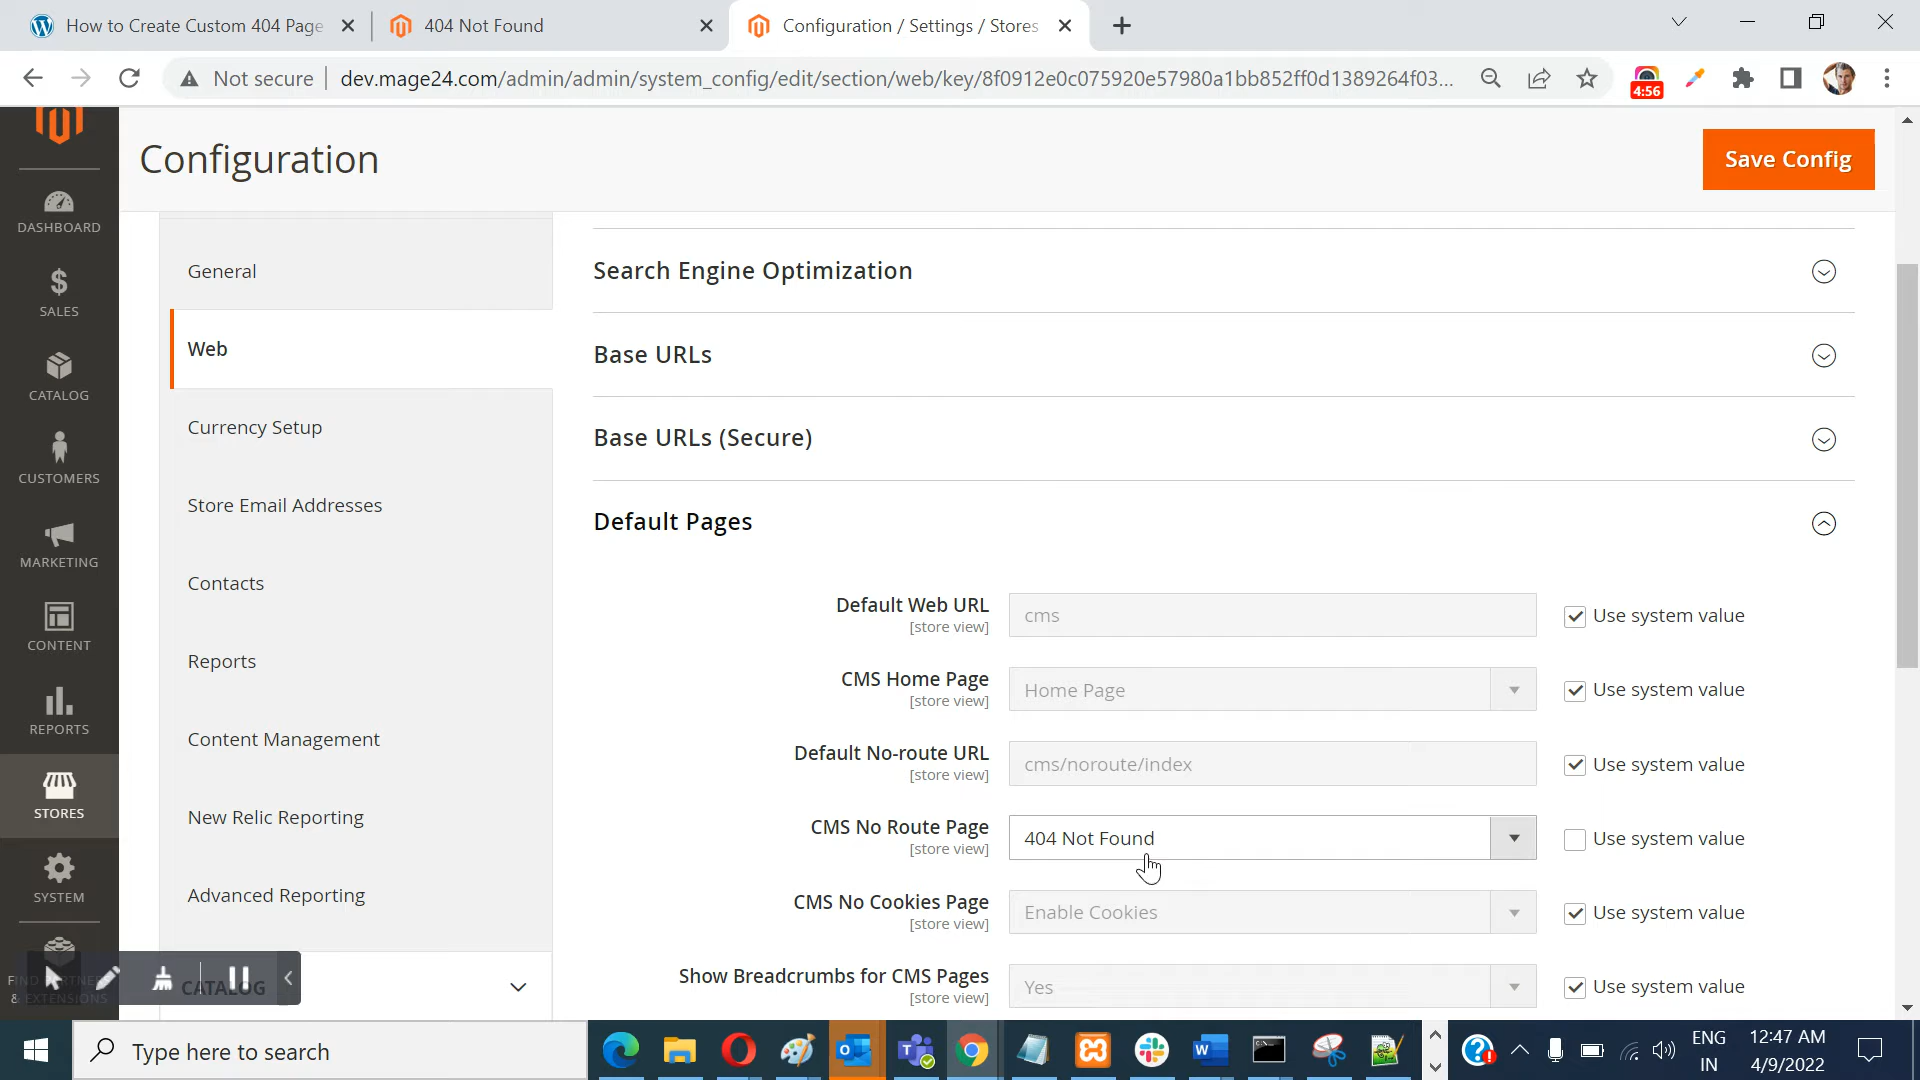 How to Create Custom 404 Page
404 Not Found
Configuration / Settings / Stores
Not secure
dev.mage24.com/admin/admin/system_config/edit/section/web/key/8f0912e0c075920e57980a1bb852ff0d1389264f03...
4:56
Configuration
Save Config
DASHBOARD
SALES
CATALOG
CUSTOMERS
MARKETING
CONTENT
REPORTS
STORES
SYSTEM
FIND PARTNERS
& EXTENSIONS
General
Web
Currency Setup
Store Email Addresses
Contacts
Reports
Content Management
New Relic Reporting
Advanced Reporting
CATALOG
Search Engine Optimization
Base URLs
Base URLs (Secure)
Default Pages
Default Web URL
[store view]
cms
Use system value
CMS Home Page
[store view]
Home Page
Use system value
Default No-route URL
[store view]
cms/noroute/index
Use system value
CMS No Route Page
[store view]
404 Not Found
Use system value
CMS No Cookies Page
[store view]
Enable Cookies
Use system value
Show Breadcrumbs for CMS Pages
[store view]
Yes
Use system value
Type here to search
ENG
IN
12:47 AM
4/9/2022